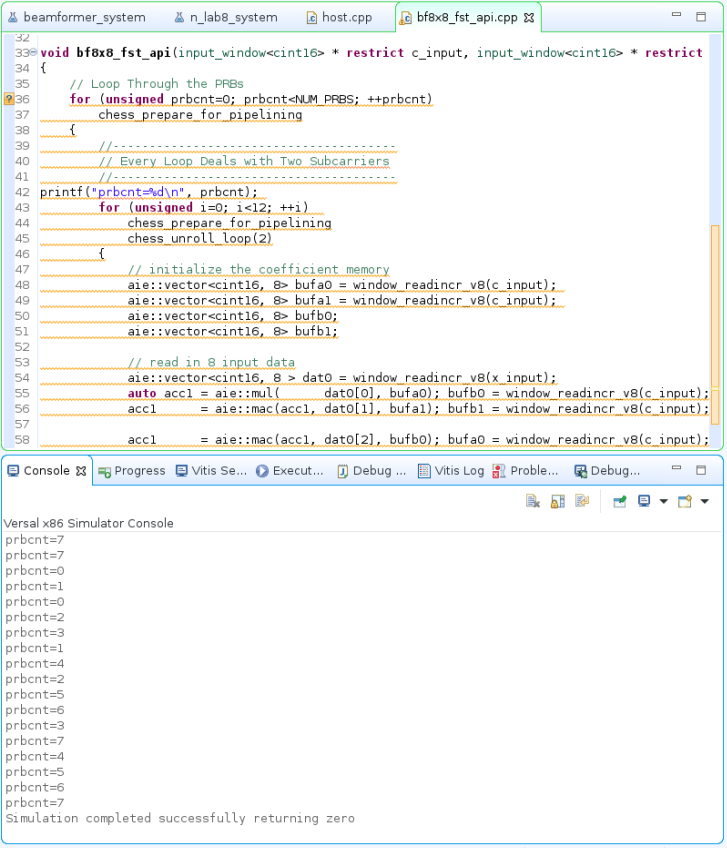 beamformer_system
n_lab8_system
host.cpp
bf8x8_fst_api.cpp
32
33 void bf8x8_fst_api(input_window<cint16> * restrict c_input, input_window<cint16> * restrict
34 {
35 // Loop Through the PRBs
36 for (unsigned prbcnt=0; prbcnt<NUM_PRBS; ++prbcnt)
37 chess_prepare_for_pipelining
38 {
39 //---------------------------------------
40 // Every Loop Deals with Two Subcarriers
41 //---------------------------------------
42 printf("prbcnt=%d\n", prbcnt);
43 for (unsigned i=0; i<12; ++i)
44 chess_prepare_for_pipelining
45 chess_unroll_loop(2)
46 {
47 // initialize the coefficient memory
48 aie::vector<cint16, 8> bufa0 = window_readincr_v8(c_input);
49 aie::vector<cint16, 8> bufa1 = window_readincr_v8(c_input);
50 aie::vector<cint16, 8> bufb0;
51 aie::vector<cint16, 8> bufb1;
52
53 // read in 8 input data
54 aie::vector<cint16, 8 > dat0 = window_readincr_v8(x_input);
55 auto acc1 = aie::mul( dat0[0], bufa0); bufb0 = window_readincr_v8(c_input);
56 acc1 = aie::mac(acc1, dat0[1], bufa1); bufb1 = window_readincr_v8(c_input);
57
58 acc1 = aie::mac(acc1, dat0[2], bufb0); bufa0 = window_readincr_v8(c_input);
Console
Progress
Vitis Se...
Execut...
Debug ...
Vitis Log
Proble...
Debug...
Versal x86 Simulator Console
prbcnt=7
prbcnt=7
prbcnt=0
prbcnt=1
prbcnt=0
prbcnt=2
prbcnt=3
prbcnt=1
prbcnt=4
prbcnt=2
prbcnt=5
prbcnt=6
prbcnt=3
prbcnt=7
prbcnt=4
prbcnt=5
prbcnt=6
prbcnt=7
Simulation completed successfully returning zero